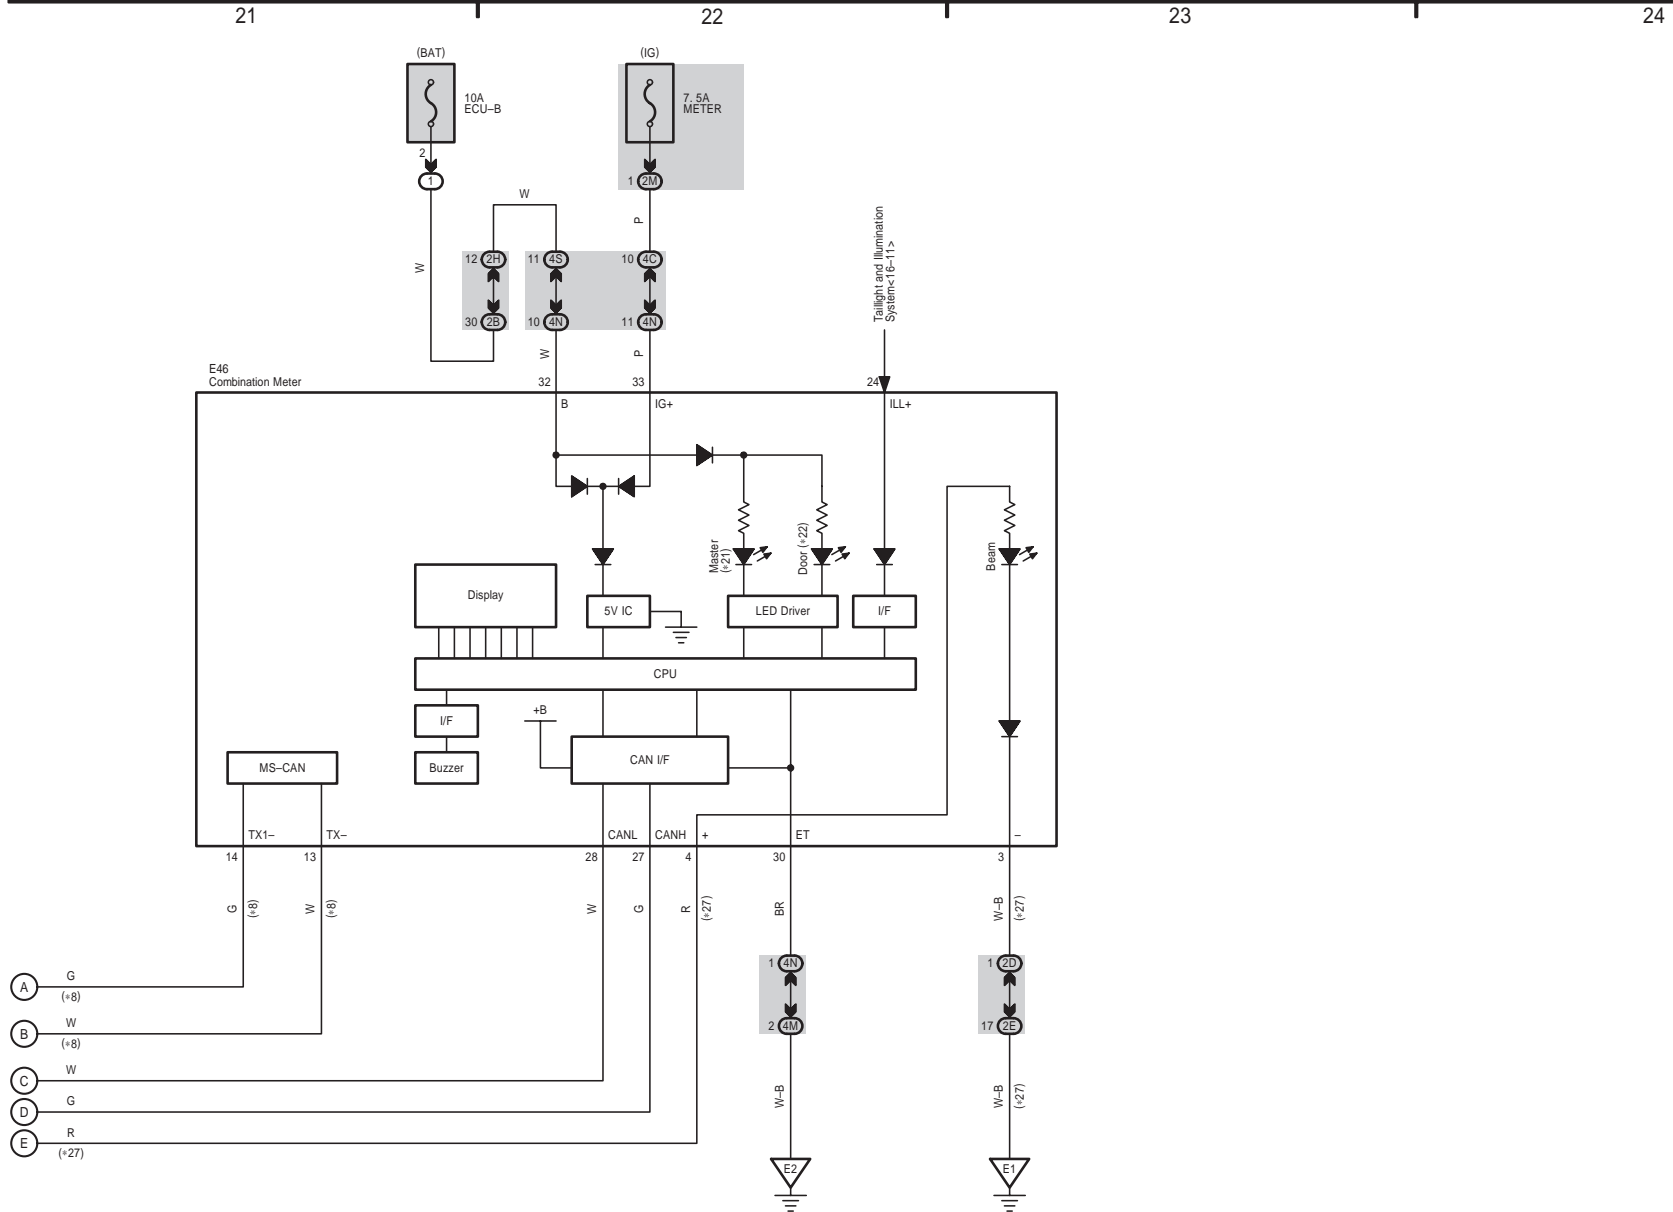 21 22 23 24
(BAT) (IG)
10A
ECU–B
7. 5A
METER
2
1
1 2M
W
P
W
Taillight and Illumination
System<16–11>
12 2H 11 4S 10 4C
30 2B 10 4N 11 4N
W P
E46
Combination Meter
32 33 24
B IG+ ILL+
Master
(∗21)
Door (∗22)
Beam
Display
5V IC
LED Driver
I/F
CPU
I/F
+B
CAN I/F
MS–CAN
Buzzer
TX1– TX– CANL CANH + ET –
14 13 28 27 4 30 3
G (∗8) W (∗8) W G R (∗27) BR W–B (∗27)
1 4N 1 2D
2 4M 17 2E
A G
(∗8)
B W
(∗8)
C W
D G
E R
(∗27)
W–B W–B (∗27)
E2 E1